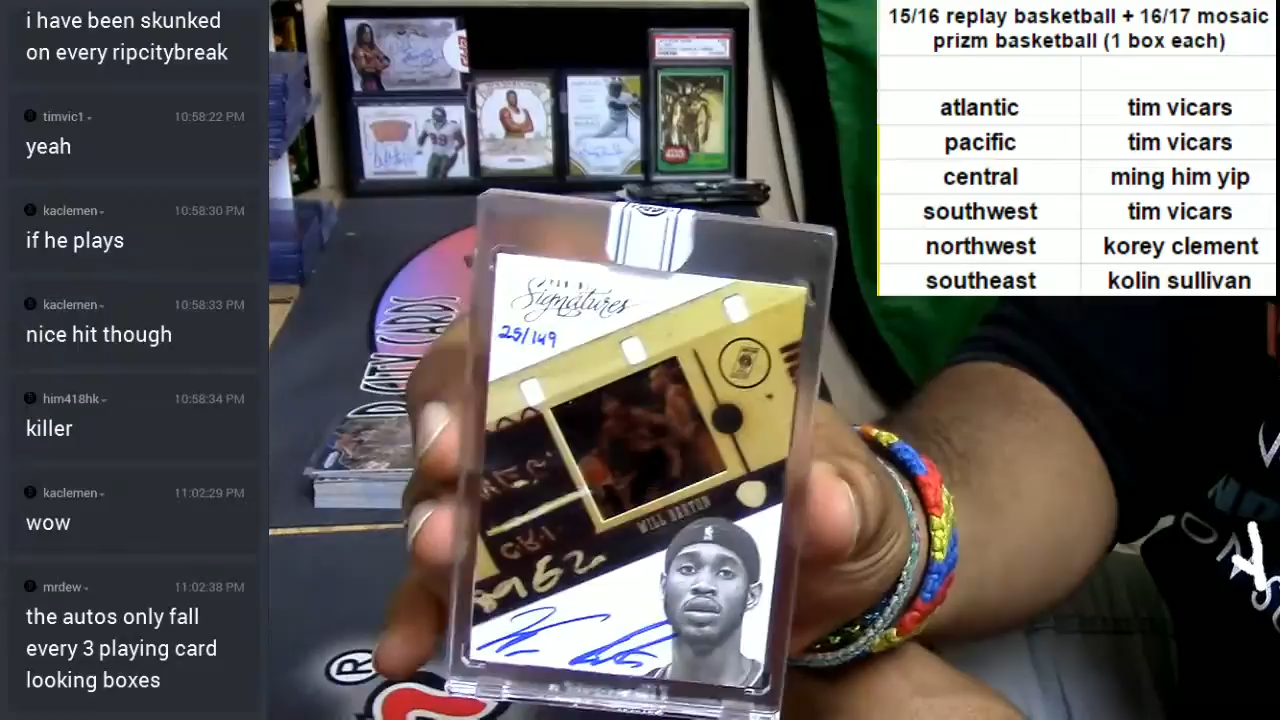 i have been skunked
on every ripcitybreak
timvic1 10:58:22 PM
yeah
kaclemen 10:58:30 PM
if he plays
kaclemen 10:58:33 PM
nice hit though
him418hk 10:58:34 PM
killer
kaclemen 11:02:29 PM
wow
mrdew 11:02:38 PM
the autos only fall
every 3 playing card
looking boxes
15/16 replay basketball + 16/17 mosaic
prizm basketball (1 box each)
atlantic tim vicars
pacific tim vicars
central ming him yip
southwest tim vicars
northwest korey clement
southeast kolin sullivan
STAR WARS
CITY CARDS
Signatures
25/149
WILL BARTON
®